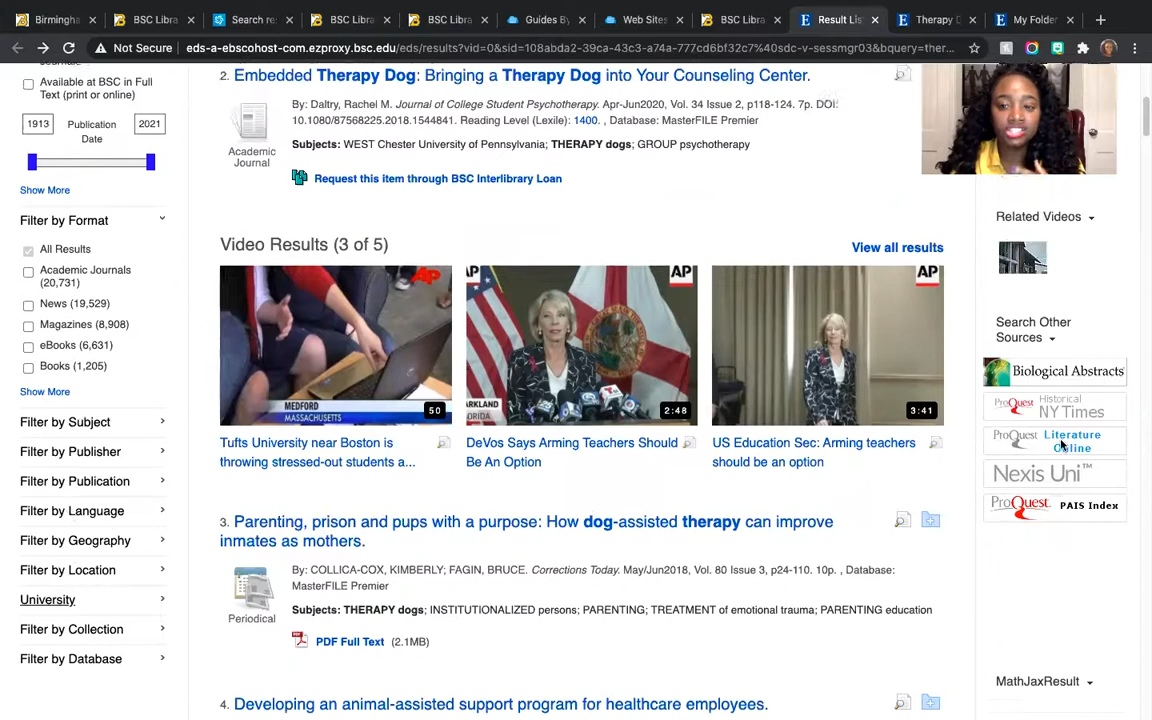 Birmingham
BSC Libra
Search re
BSC Libra
BSC Libra
Guides By
Web Sites
BSC Libra
Result Lis
Therapy D
My Folder
Not Secure
eds-a-ebscohost-com.ezproxy.bsc.edu/eds/results?vid=0&sid=108abda2-39ca-43c3-a74a-777cd6bf32c7%40sdc-v-sessmgr03&bquery=ther...
Journals
Available at BSC in Full
Text (print or online)
1913
Publication
Date
2021
Show More
Filter by Format
All Results
Academic Journals
(20,731)
News (19,529)
Magazines (8,908)
eBooks (6,631)
Books (1,205)
Show More
Filter by Subject
Filter by Publisher
Filter by Publication
Filter by Language
Filter by Geography
Filter by Location
University
Filter by Collection
Filter by Database
2. Embedded Therapy Dog: Bringing a Therapy Dog into Your Counseling Center.
Academic
Journal
By: Daltry, Rachel M. Journal of College Student Psychotherapy. Apr-Jun2020, Vol. 34 Issue 2, p118-124. 7p. DOI:
10.1080/87568225.2018.1544841. Reading Level (Lexile): 1400. , Database: MasterFILE Premier
Subjects: WEST Chester University of Pennsylvania; THERAPY dogs; GROUP psychotherapy
Request this item through BSC Interlibrary Loan
Video Results (3 of 5)
View all results
AP
MEDFORD
MASSACHUSETTS
50
Tufts University near Boston is
throwing stressed-out students a...
AP
ARKLAND
LORIDA
2:48
DeVos Says Arming Teachers Should
Be An Option
AP
3:41
US Education Sec: Arming teachers
should be an option
3. Parenting, prison and pups with a purpose: How dog-assisted therapy can improve
inmates as mothers.
Periodical
By: COLLICA-COX, KIMBERLY; FAGIN, BRUCE. Corrections Today. May/Jun2018, Vol. 80 Issue 3, p24-110. 10p. , Database:
MasterFILE Premier
Subjects: THERAPY dogs; INSTITUTIONALIZED persons; PARENTING; TREATMENT of emotional trauma; PARENTING education
PDF Full Text (2.1MB)
4. Developing an animal-assisted support program for healthcare employees.
Related Videos
Search Other
Sources
Biological Abstracts
ProQuest Historical
NY Times
ProQuest Literature
Online
Nexis Uni™
ProQuest PAIS Index
MathJaxResult